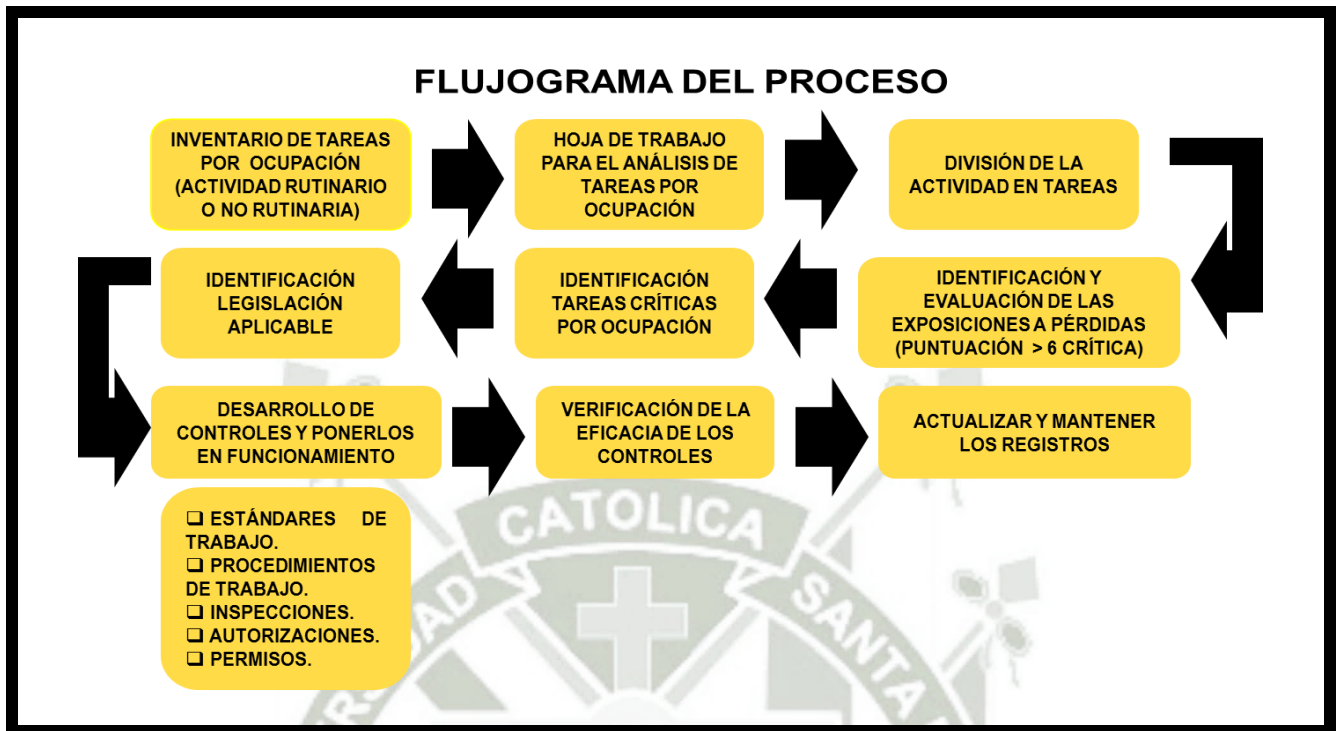 FLUJOGRAMA DEL PROCESO
INVENTARIO DE TAREAS
POR OCUPACIÓN
(ACTIVIDAD RUTINARIO
O NO RUTINARIA)
HOJA DE TRABAJO
PARA EL ANÁLISIS DE
TAREAS POR
OCUPACIÓN
DIVISIÓN DE LA
ACTIVIDAD EN TAREAS
IDENTIFICACIÓN Y
EVALUACIÓN DE LAS
EXPOSICIONES A PÉRDIDAS
(PUNTUACIÓN > 6 CRÍTICA)
IDENTIFICACIÓN
TAREAS CRÍTICAS
POR OCUPACIÓN
IDENTIFICACIÓN
LEGISLACIÓN
APLICABLE
DESARROLLO DE
CONTROLES Y PONERLOS
EN FUNCIONAMIENTO
VERIFICACIÓN DE LA
EFICACIA DE LOS
CONTROLES
ACTUALIZAR Y MANTENER
LOS REGISTROS
❑ ESTÁNDARES DE
TRABAJO.
❑ PROCEDIMIENTOS
DE TRABAJO.
❑ INSPECCIONES.
❑ AUTORIZACIONES.
❑ PERMISOS.
CATOLICA
SANTA